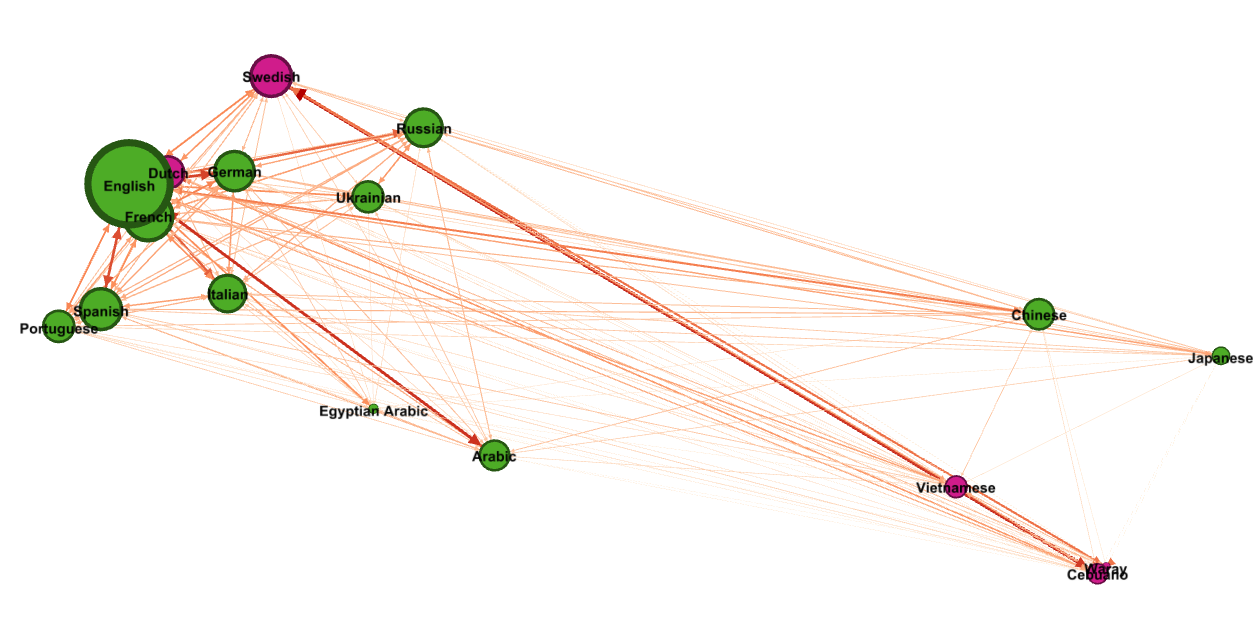 Swedish
Russian
Dutch
German
English
Ukrainian
French
Italian
Spanish
Portuguese
Chinese
Japanese
Egyptian Arabic
Arabic
Vietnamese
Waray
Cebuano